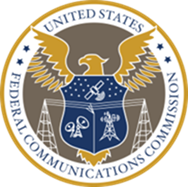 UNITED STATES
FEDERAL COMMUNICATIONS COMMISSION